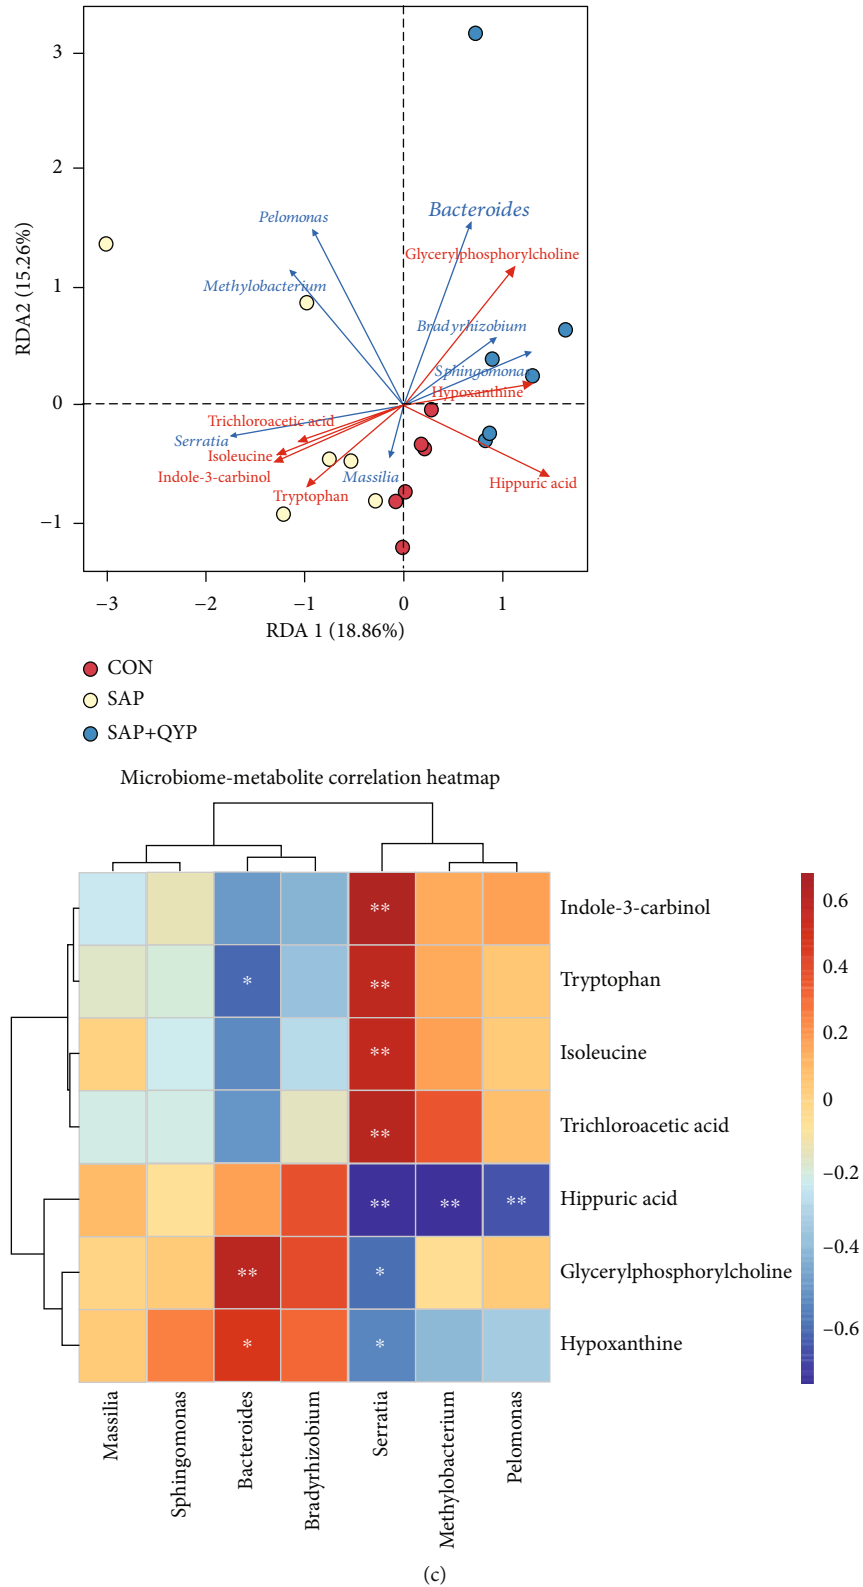 3
2
1
0
−1
RDA2 (15.26%)
Bacteroides
Pelomonas
Glycerylphosphorylcholine
Methylobacterium
Bradyrhizobium
Sphingomonas
Hypoxanthine
Trichloroacetic acid
Serratia
Isoleucine
Indole-3-carbinol
Massilia
Hippuric acid
Tryptophan
−3 −2 −1 0 1
RDA 1 (18.86%)
CON
SAP
SAP+QYP
Microbiome-metabolite correlation heatmap
** Indole-3-carbinol
* ** Tryptophan
** Isoleucine
** Trichloroacetic acid
** ** ** Hippuric acid
** * Glycerylphosphorylcholine
* * Hypoxanthine
0.6
0.4
0.2
0
−0.2
−0.4
−0.6
Massilia
Sphingomonas
Bacteroides
Bradyrhizobium
Serratia
Methylobacterium
Pelomonas
(c)